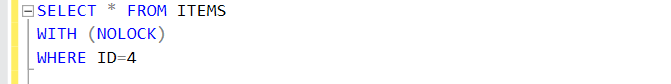 SELECT * FROM ITEMS
WITH (NOLOCK)
WHERE ID=4